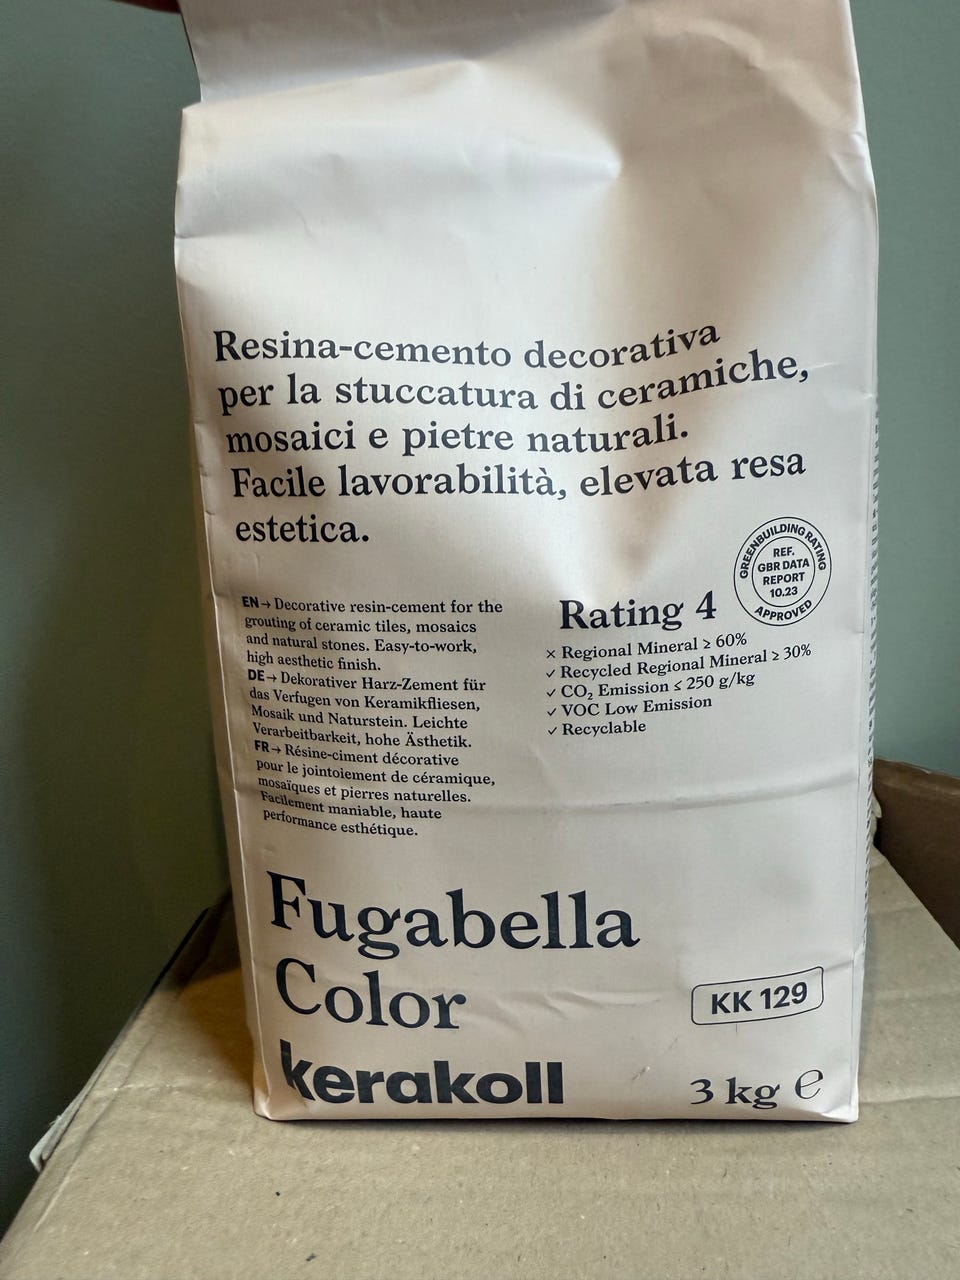 Resina-cemento decorativa
per la stuccatura di ceramiche,
mosaici e pietre naturali.
Facile lavorabilità, elevata resa
estetica.
EN→ Decorative resin-cement for the
grouting of ceramic tiles, mosaics
and natural stones. Easy-to-work,
high aesthetic finish.
DE→ Dekorativer Harz-Zement für
das Verfugen von Keramikfliesen,
Mosaik und Naturstein. Leichte
Verarbeitbarkeit, hohe Ästhetik.
FR→ Résine-ciment décorative
pour le jointoiement de céramique,
mosaïques et pierres naturelles.
Facilement maniable, haute
performance esthétique.
GREENBUILDING RATING
REF.
GBR DATA
REPORT
10.23
APPROVED
Rating 4
× Regional Mineral ≥ 60%
✓ Recycled Regional Mineral ≥ 30%
✓ CO₂ Emission ≤ 250 g/kg
✓ VOC Low Emission
✓ Recyclable
Fugabella
Color
KK 129
kerakoll
3 kg ℮